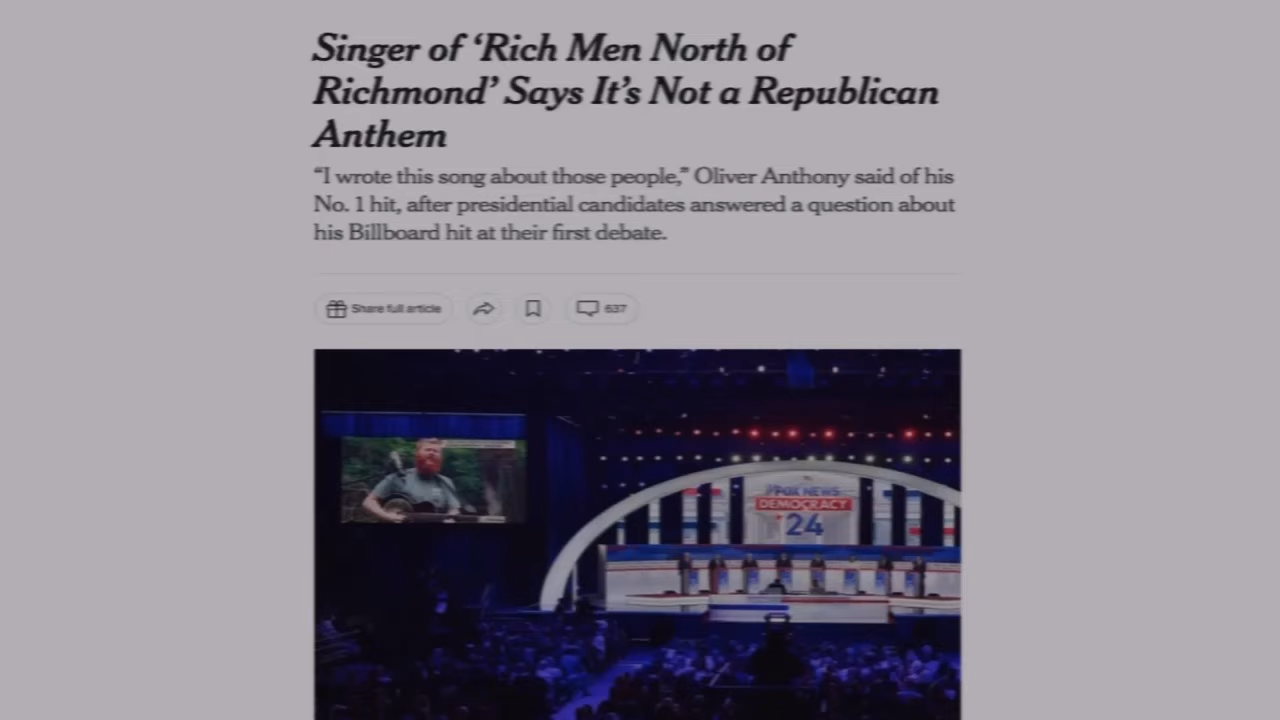 Singer of ‘Rich Men North of
Richmond’ Says It’s Not a Republican
Anthem
“I wrote this song about those people,” Oliver Anthony said of his
No. 1 hit, after presidential candidates answered a question about
his Billboard hit at their first debate.
Share full article
637
FOX NEWS
DEMOCRACY
24